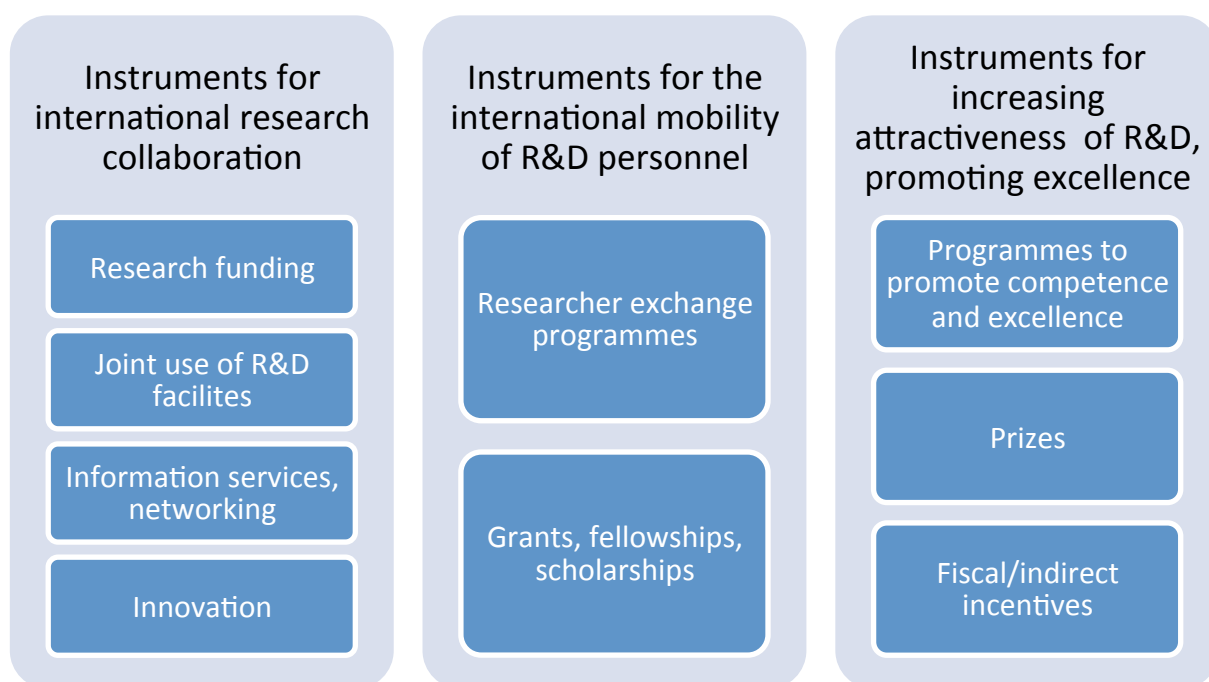 Instruments for
international research
collaboration
Research funding
Joint use of R&D
facilites
Information services,
networking
Innovation
Instruments for the
international mobility
of R&D personnel
Researcher exchange
programmes
Grants, fellowships,
scholarships
Instruments for
increasing
attractiveness of R&D,
promoting excellence
Programmes to
promote competence
and excellence
Prizes
Fiscal/indirect
incentives